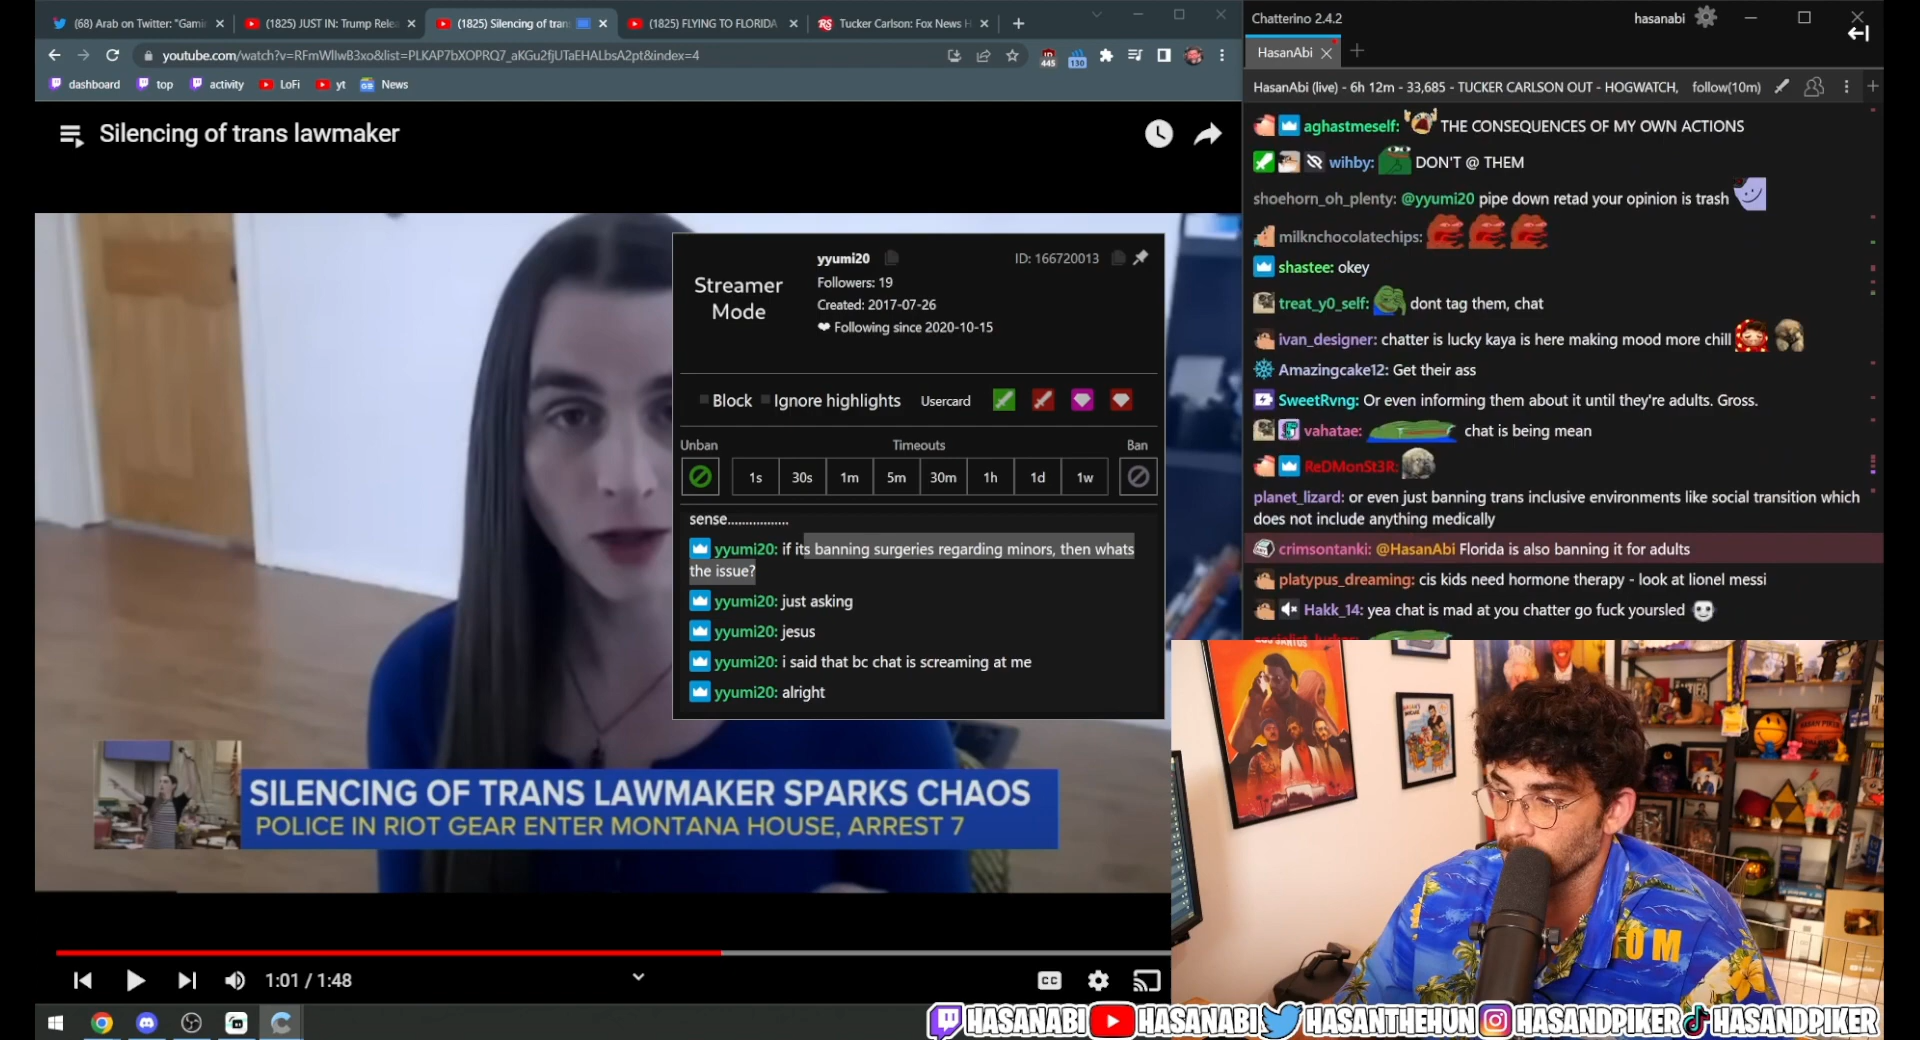 (68) Arab on Twitter: "Gamin
(1825) JUST IN: Trump Relea
(1825) Silencing of tran
(1825) FLYING TO FLORIDA
Tucker Carlson: Fox News H
youtube.com/watch?v=RFmWllwB3xo&list=PLKAP7bXOPRQ7_aKGu2fjUTaEHALbsA2pt&index=4
445
130
dashboard
top
activity
LoFi
yt
News
Silencing of trans lawmaker
Streamer
Mode
yyumi20
ID: 166720013
Followers: 19
Created: 2017-07-26
❤ Following since 2020-10-15
Block
Ignore highlights
Usercard
Unban
Timeouts
Ban
1s
30s
1m
5m
30m
1h
1d
1w
sense.................
yyumi20: if its banning surgeries regarding minors, then whats
the issue?
yyumi20: just asking
yyumi20: jesus
yyumi20: i said that bc chat is screaming at me
yyumi20: alright
SILENCING OF TRANS LAWMAKER SPARKS CHAOS
POLICE IN RIOT GEAR ENTER MONTANA HOUSE, ARREST 7
1:01 / 1:48
CC
Chatterino 2.4.2
hasanabi
HasanAbi
HasanAbi (live) - 6h 12m - 33,685 - TUCKER CARLSON OUT - HOGWATCH,
follow(10m)
aghastmeself: THE CONSEQUENCES OF MY OWN ACTIONS
wihby: DON'T @ THEM
shoehorn_oh_plenty: @yyumi20 pipe down retad your opinion is trash
milknchocolatechips:
shastee: okey
treat_y0_self: dont tag them, chat
ivan_designer: chatter is lucky kaya is here making mood more chill
Amazingcake12: Get their ass
SweetRvng: Or even informing them about it until they're adults. Gross.
vahatae: chat is being mean
ReDMonSt3R:
planet_lizard: or even just banning trans inclusive environments like social transition which
does not include anything medically
crimsontanki: @HasanAbi Florida is also banning it for adults
platypus_dreaming: cis kids need hormone therapy - look at lionel messi
Hakk_14: yea chat is mad at you chatter go fuck yoursled
HASANABI
HASANABI
HASANTHEHUN
HASANDPIKER
HASANDPIKER